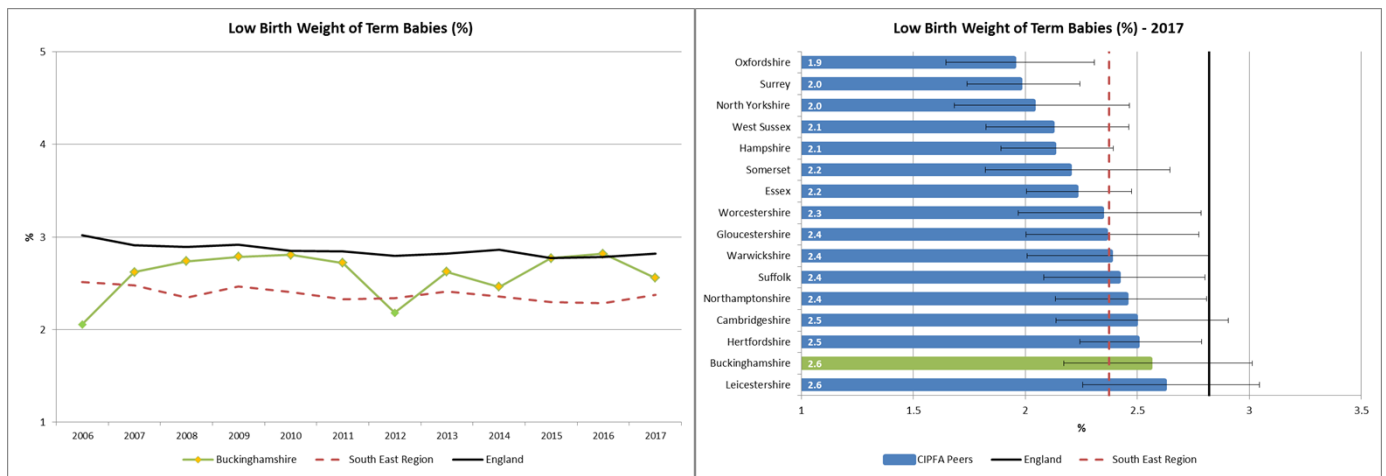 Low Birth Weight of Term Babies (%)
5
4
3
2
1
%
2006 2007 2008 2009 2010 2011 2012 2013 2014 2015 2016 2017
Buckinghamshire South East Region England
Low Birth Weight of Term Babies (%) - 2017
Oxfordshire 1.9
Surrey 2.0
North Yorkshire 2.0
West Sussex 2.1
Hampshire 2.1
Somerset 2.2
Essex 2.2
Worcestershire 2.3
Gloucestershire 2.4
Warwickshire 2.4
Suffolk 2.4
Northamptonshire 2.4
Cambridgeshire 2.5
Hertfordshire 2.5
Buckinghamshire 2.6
Leicestershire 2.6
1 1.5 2 2.5 3 3.5
%
CIPFA Peers England South East Region